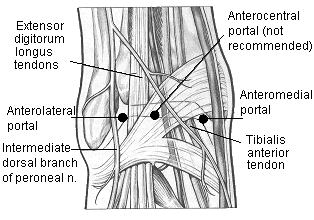 Extensor
digitorum
longus
tendons
Anterocentral
portal (not
recommended)
Anterolateral
portal
Anteromedial
portal
Intermediate
dorsal branch
of peroneal n.
Tibialis
anterior
tendon